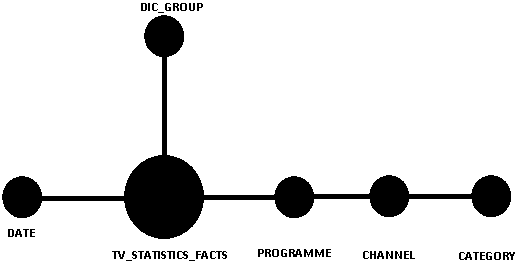 DIC_GROUP
DATE
TV_STATISTICS_FACTS
PROGRAMME
CHANNEL
CATEGORY